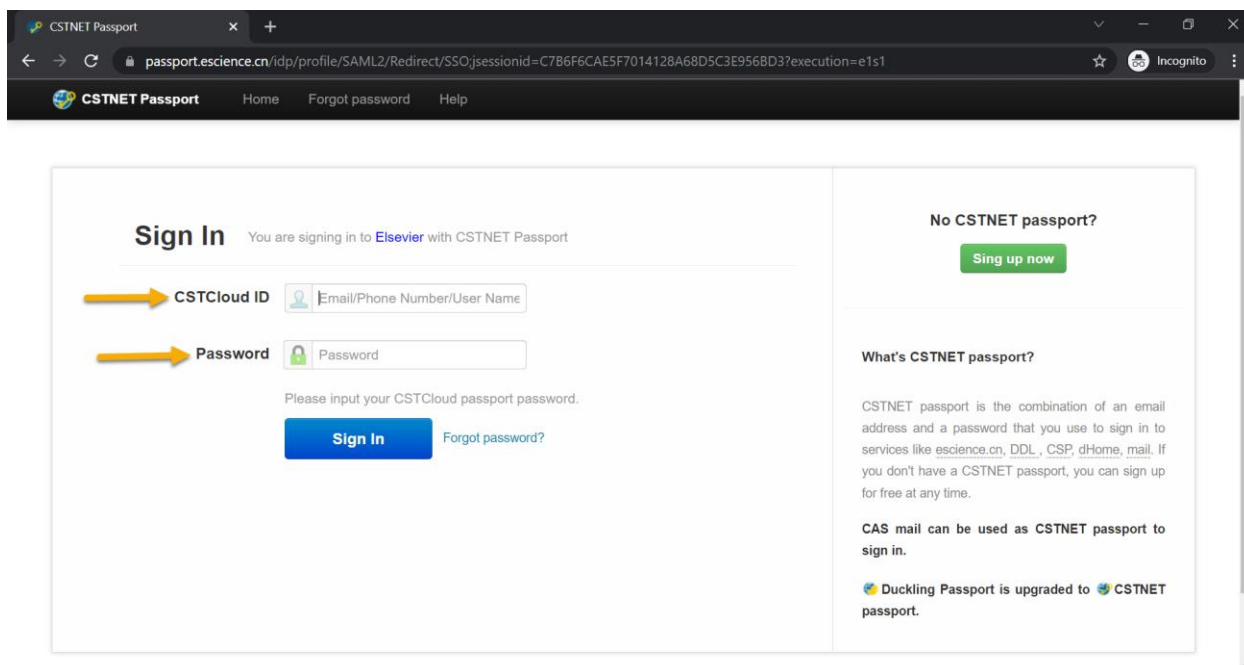 CSTNET Passport
passport.escience.cn/idp/profile/SAML2/Redirect/SSO;jsessionid=C7B6F6CAE5F7014128A68D5C3E956BD3?execution=e1s1
Incognito
CSTNET Passport Home Forgot password Help
Sign In You are signing in to Elsevier with CSTNET Passport
CSTCloud ID Email/Phone Number/User Name
Password Password
Please input your CSTCloud passport password.
Sign In Forgot password?
No CSTNET passport?
Sing up now
What's CSTNET passport?
CSTNET passport is the combination of an email
address and a password that you use to sign in to
services like escience.cn, DDL , CSP, dHome, mail. If
you don't have a CSTNET passport, you can sign up
for free at any time.
CAS mail can be used as CSTNET passport to
sign in.
Duckling Passport is upgraded to CSTNET
passport.